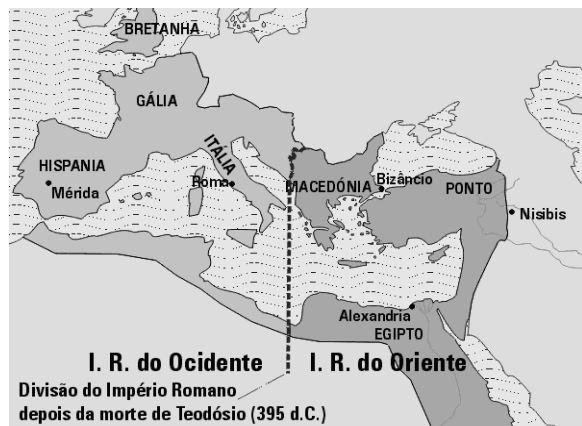 BRETANHA
GÁLIA
ITÁLIA
HISPANIA
Mérida
Roma
MACEDÓNIA
Bizâncio
PONTO
Nisibis
Alexandria
EGIPTO
I. R. do Ocidente
I. R. do Oriente
Divisão do Império Romano
depois da morte de Teodósio (395 d.C.)